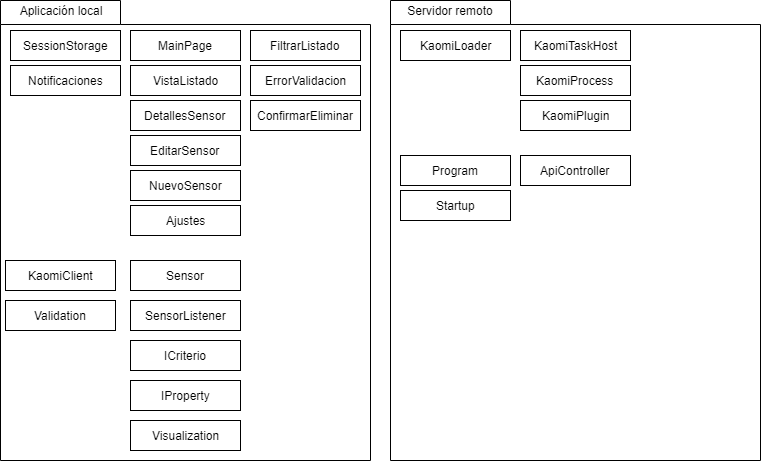 Aplicación local
SessionStorage
MainPage
FiltrarListado
Notificaciones
VistaListado
ErrorValidacion
DetallesSensor
ConfirmarEliminar
EditarSensor
NuevoSensor
Ajustes
KaomiClient
Sensor
Validation
SensorListener
ICriterio
IProperty
Visualization
Servidor remoto
KaomiLoader
KaomiTaskHost
KaomiProcess
KaomiPlugin
Program
ApiController
Startup